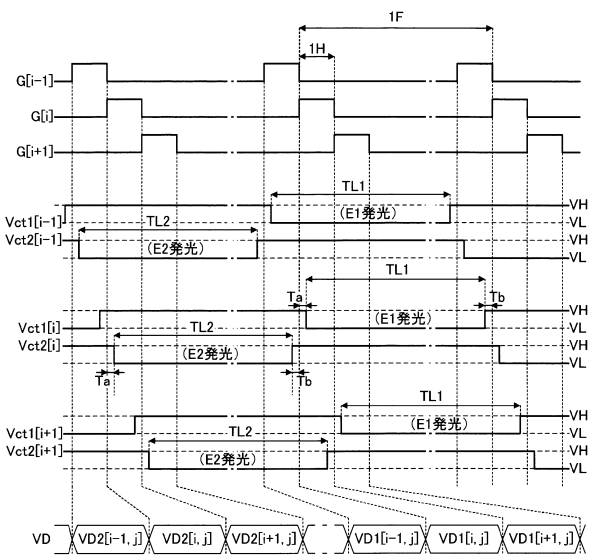 1F
1H
G[i-1]
G[i]
G[i+1]
TL1
VH
Vct1[i-1]
(E1発光)
VL
TL2
Vct2[i-1]
VH
(E2発光)
VL
TL1
Ta
Tb
VH
(E1発光)
Vct1[i]
VL
TL2
Vct2[i]
VH
(E2発光)
VL
Ta
Tb
TL1
VH
(E1発光)
Vct1[i+1]
VL
TL2
Vct2[i+1]
VH
(E2発光)
VL
VD VD2[i-1, j] VD2[i, j] VD2[i+1, j] VD1[i-1, j] VD1[i, j] VD1[i+1, j]